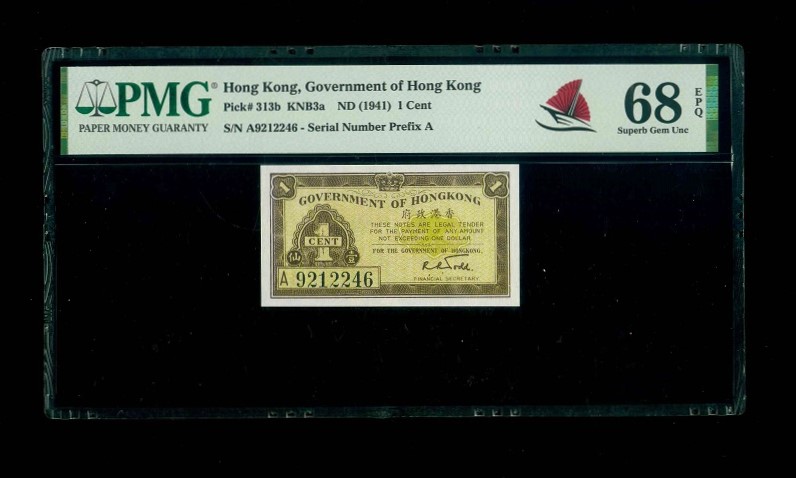 PMG®
PAPER MONEY GUARANTY
Hong Kong, Government of Hong Kong
Pick# 313b KNB3a ND (1941) 1 Cent
S/N A9212246 - Serial Number Prefix A
68
EPQ
Superb Gem Unc
1 1
GOVERNMENT OF HONGKONG
府政港香
THESE NOTES ARE LEGAL TENDER
FOR THE PAYMENT OF ANY AMOUNT
NOT EXCEEDING ONE DOLLAR.
FOR THE GOVERNMENT OF HONGKONG.
1
CENT
仙 壹
R R Todd
FINANCIAL SECRETARY.
A 9212246